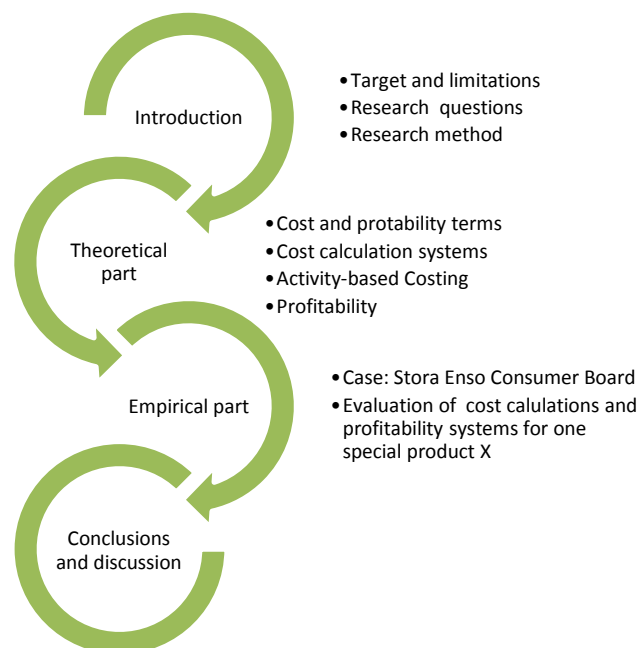 Introduction
•Target and limitations
•Research questions
•Research method
Theoretical
part
•Cost and protability terms
•Cost calculation systems
•Activity-based Costing
•Profitability
Empirical part
•Case: Stora Enso Consumer Board
•Evaluation of cost calulations and
profitability systems for one
special product X
Conclusions
and discussion